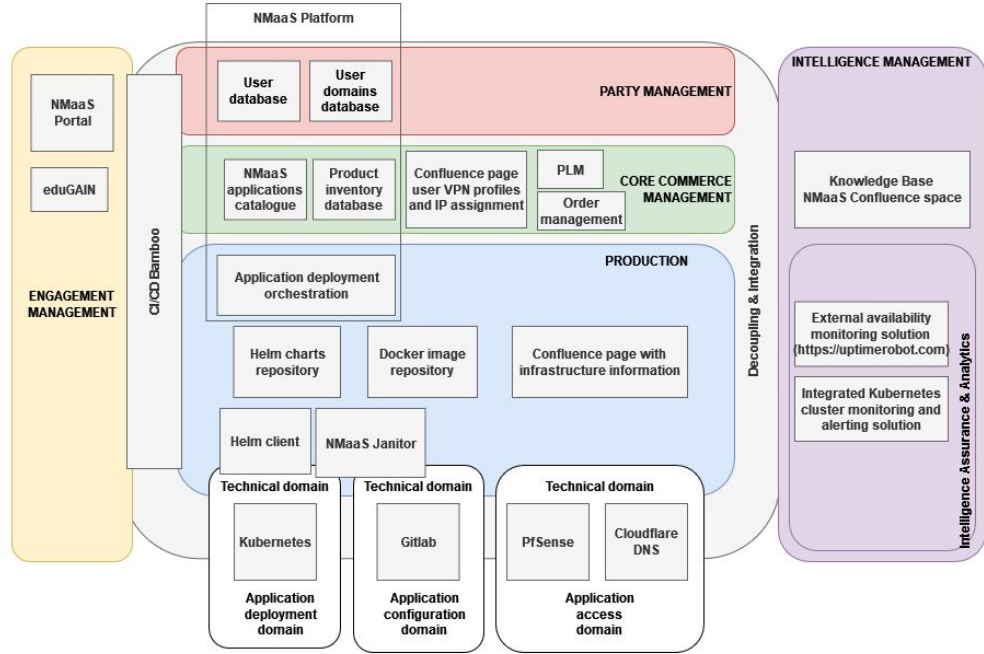 NMaaS Platform
NMaaS
Portal
eduGAIN
ENGAGEMENT
MANAGEMENT
CI/CD Bamboo
User
database
User
domains
database
PARTY MANAGEMENT
NMaaS
applications
catalogue
Product
inventory
database
Confluence page
user VPN profiles
and IP assignment
PLM
Order
management
CORE COMMERCE
MANAGEMENT
PRODUCTION
Application deployment
orchestration
Helm charts
repository
Docker image
repository
Confluence page with
infrastructure information
Helm client
NMaaS Janitor
Decoupling & Integration
Technical domain
Kubernetes
Application
deployment
domain
Technical domain
Gitlab
Application
configuration
domain
Technical domain
PfSense
Cloudflare
DNS
Application
access
domain
INTELLIGENCE MANAGEMENT
Knowledge Base
NMaaS Confluence space
External availability
monitoring solution
(https://uptimerobot.com)
Integrated Kubernetes
cluster monitoring and
alerting solution
Intelligence Assurance & Analytics